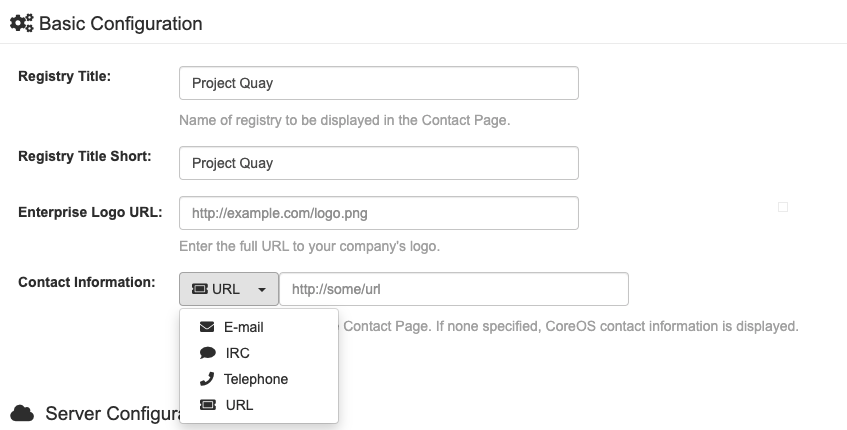 Basic Configuration
Registry Title:
Project Quay
Name of registry to be displayed in the Contact Page.
Registry Title Short:
Project Quay
Enterprise Logo URL:
http://example.com/logo.png
Enter the full URL to your company's logo.
Contact Information:
URL
http://some/url
Contact Page. If none specified, CoreOS contact information is displayed.
E-mail
IRC
Telephone
URL
Server